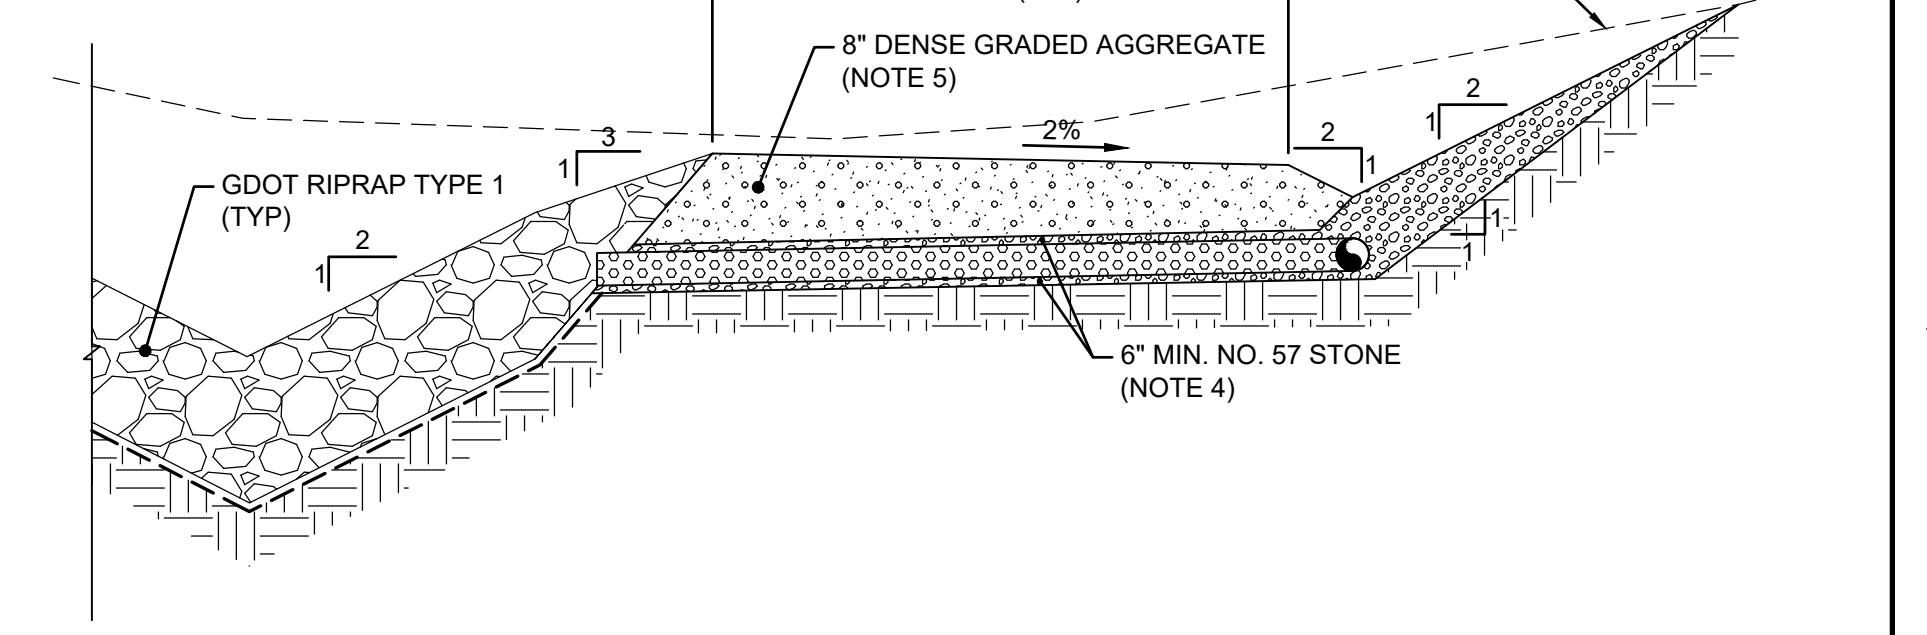 8" DENSE GRADED AGGREGATE
(NOTE 5)
2%
3
1
2
1
2
1
GDOT RIPRAP TYPE 1
(TYP)
2
1
1
1
6" MIN. NO. 57 STONE
(NOTE 4)